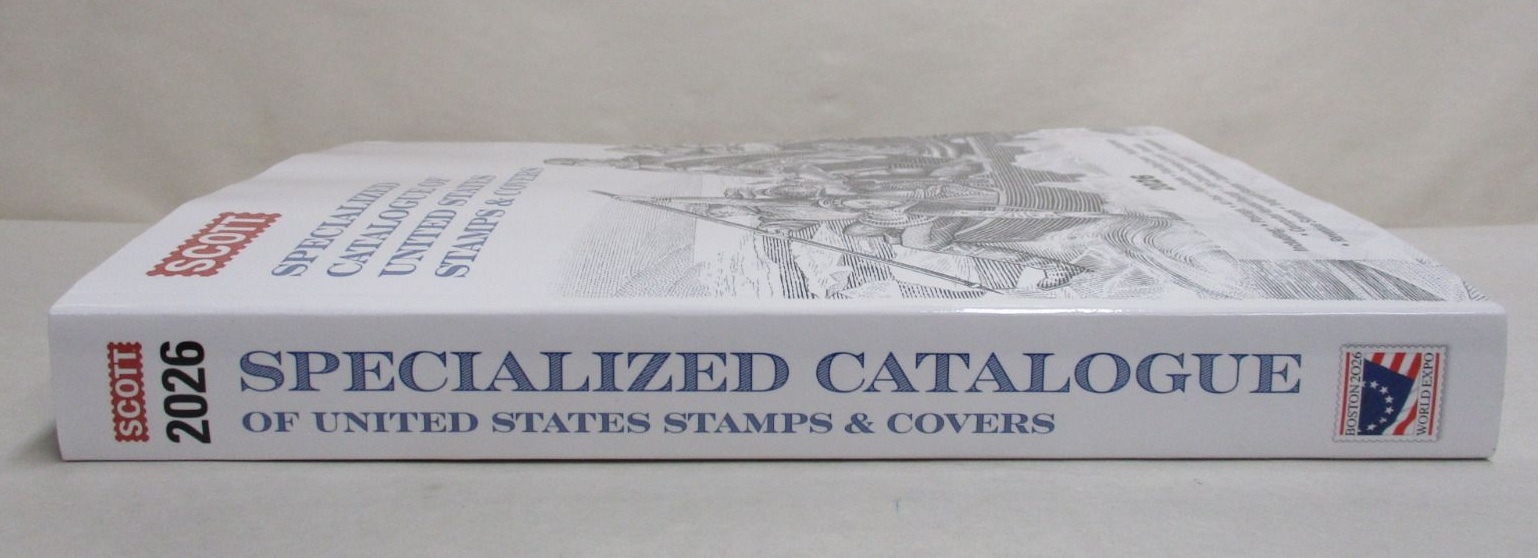 SCOTT
SPECIALIZED
CATALOGUE OF
UNITED STATES
STAMPS & COVERS
2026
SCOTT
2026
SPECIALIZED CATALOGUE
OF UNITED STATES STAMPS & COVERS
BOSTON 2026
WORLD EXPO